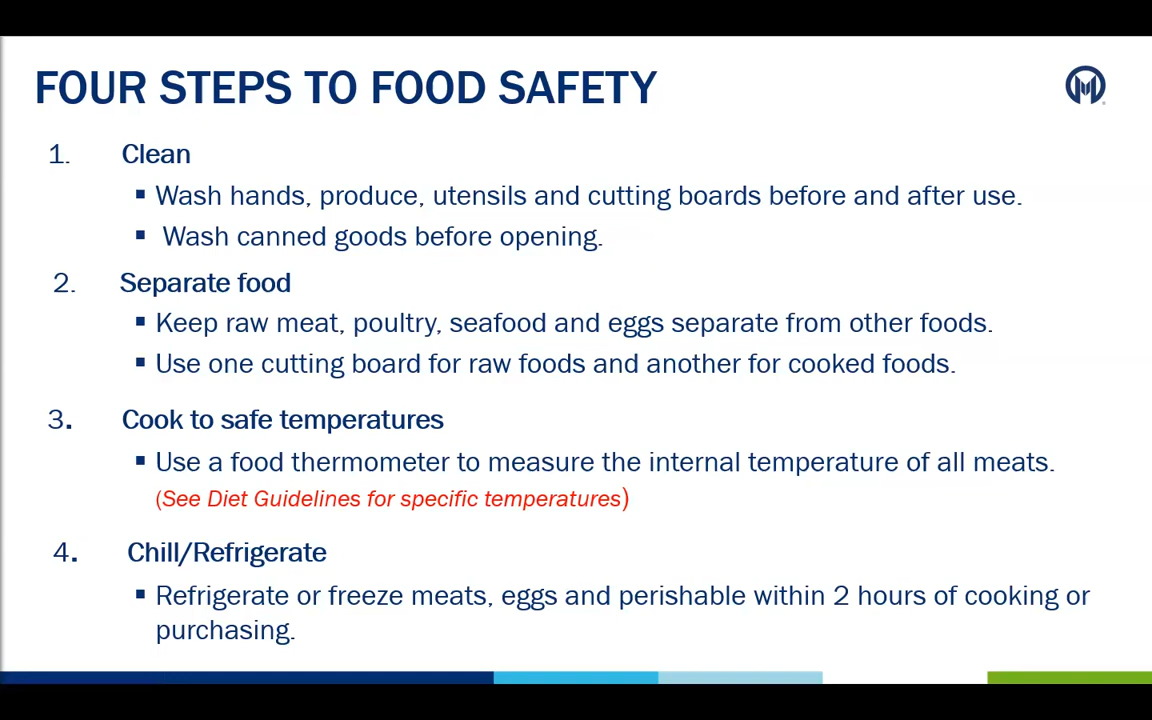 FOUR STEPS TO FOOD SAFETY
1. Clean
▪ Wash hands, produce, utensils and cutting boards before and after use.
▪ Wash canned goods before opening.
2. Separate food
▪ Keep raw meat, poultry, seafood and eggs separate from other foods.
▪ Use one cutting board for raw foods and another for cooked foods.
3. Cook to safe temperatures
▪ Use a food thermometer to measure the internal temperature of all meats.
(See Diet Guidelines for specific temperatures)
4. Chill/Refrigerate
▪ Refrigerate or freeze meats, eggs and perishable within 2 hours of cooking or
purchasing.